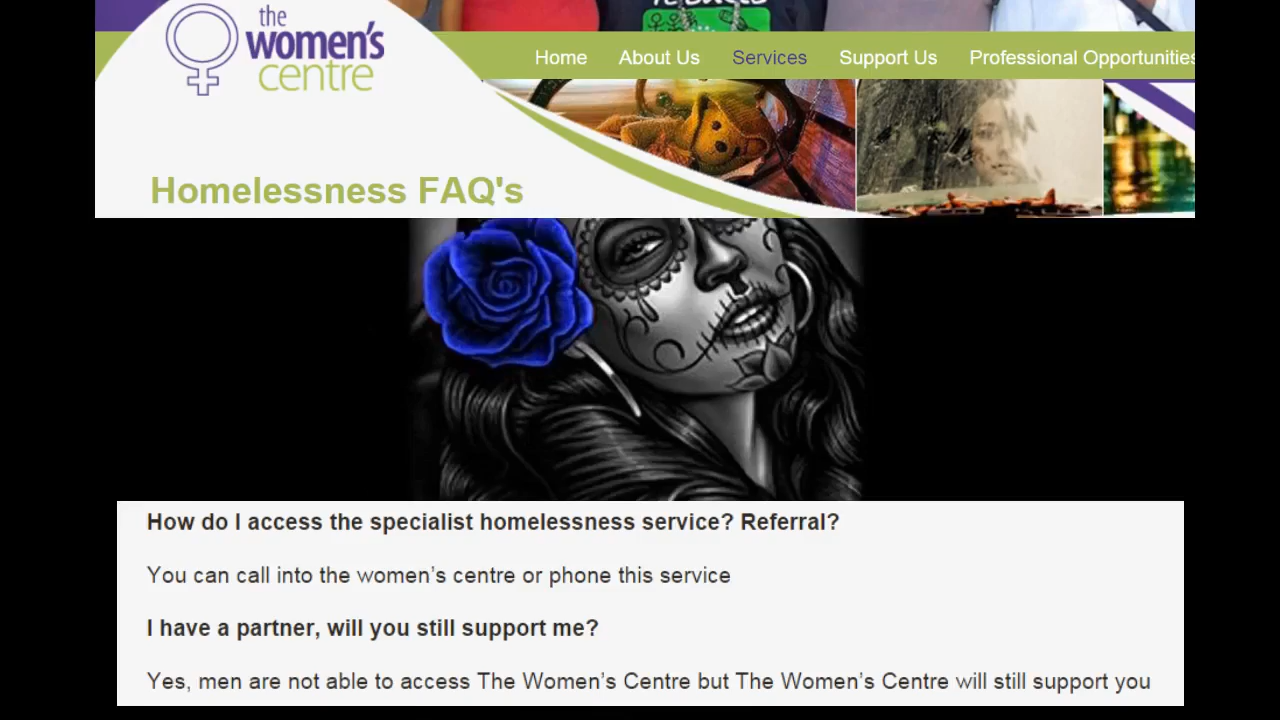 the
women's
centre
Home About Us Services Support Us Professional Opportunities
Homelessness FAQ's
How do I access the specialist homelessness service? Referral?
You can call into the women's centre or phone this service
I have a partner, will you still support me?
Yes, men are not able to access The Women's Centre but The Women's Centre will still support you